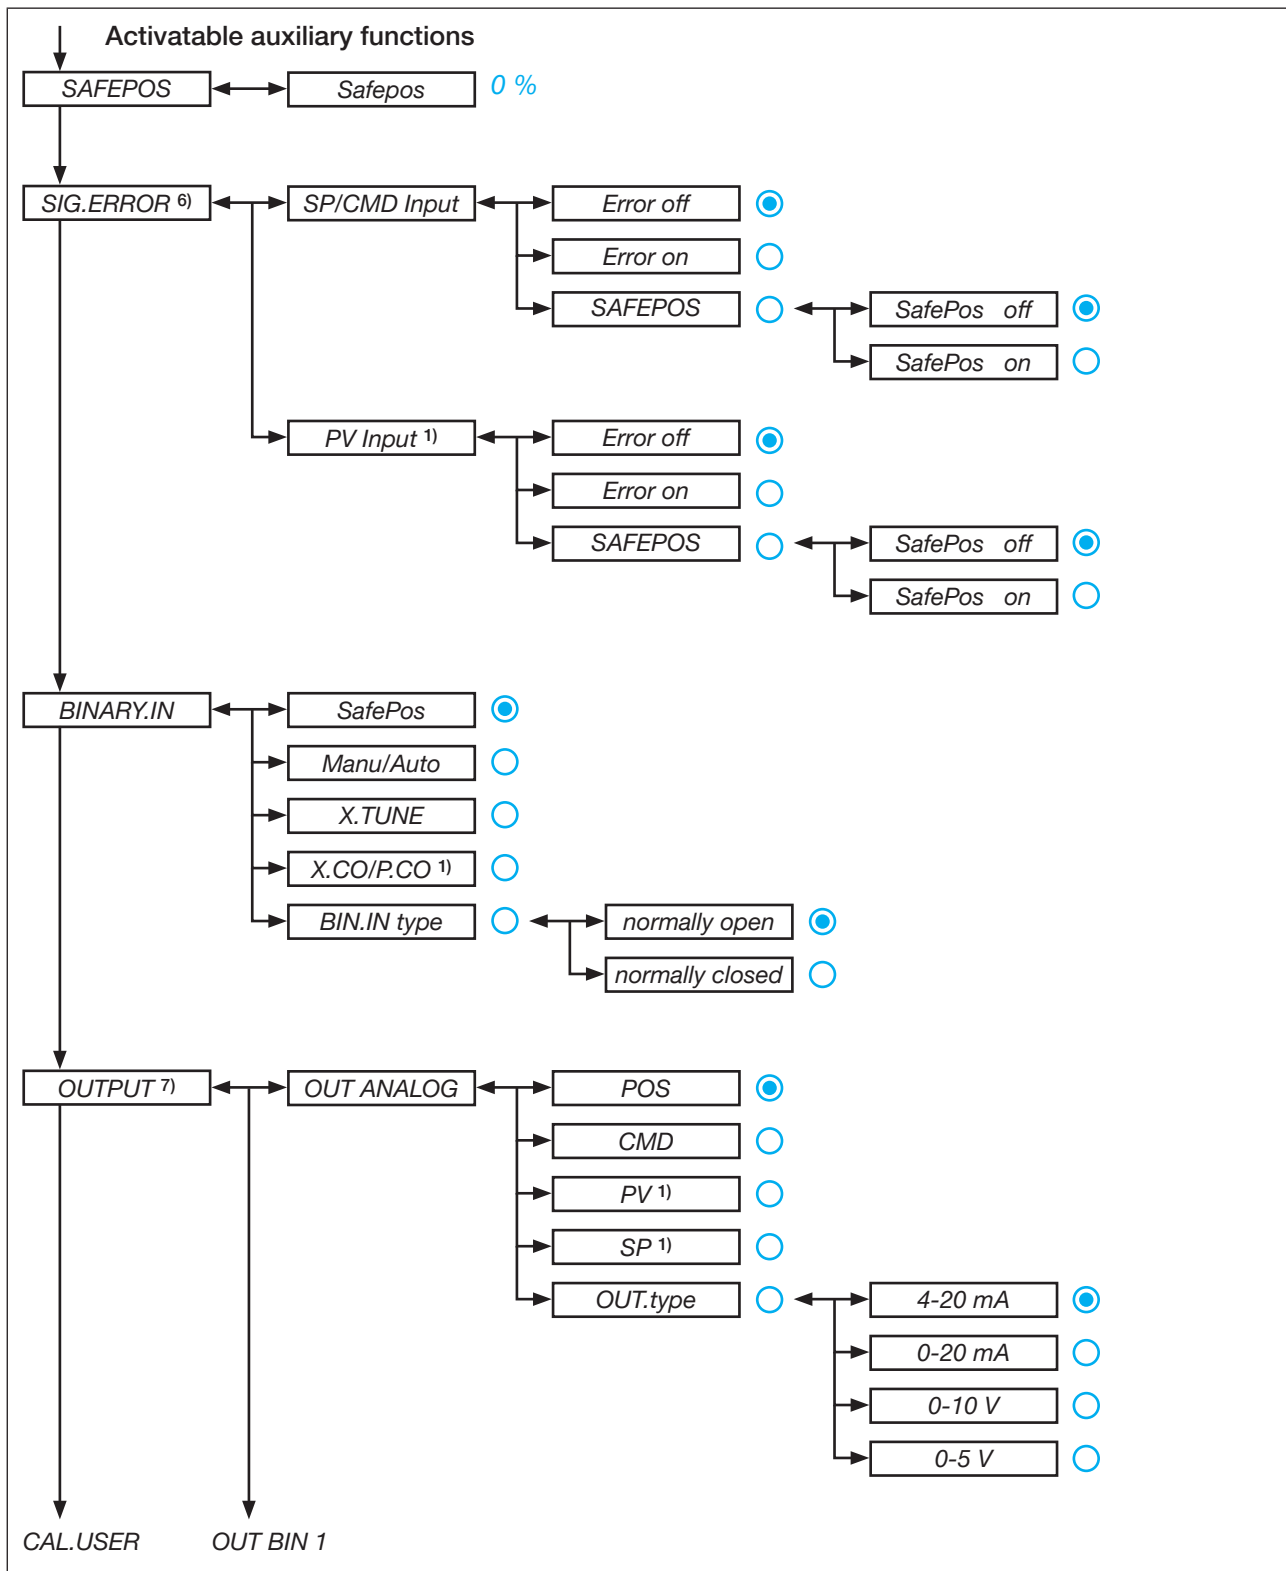 Activatable auxiliary functions
SAFEPOS
Safepos
0 %
SIG.ERROR 6)
SP/CMD Input
Error off
Error on
SAFEPOS
SafePos off
SafePos on
PV Input 1)
Error off
Error on
SAFEPOS
SafePos off
SafePos on
BINARY.IN
SafePos
Manu/Auto
X.TUNE
X.CO/P.CO 1)
BIN.IN type
normally open
normally closed
OUTPUT 7)
OUT ANALOG
POS
CMD
PV 1)
SP 1)
OUT.type
4-20 mA
0-20 mA
0-10 V
0-5 V
CAL.USER
OUT BIN 1